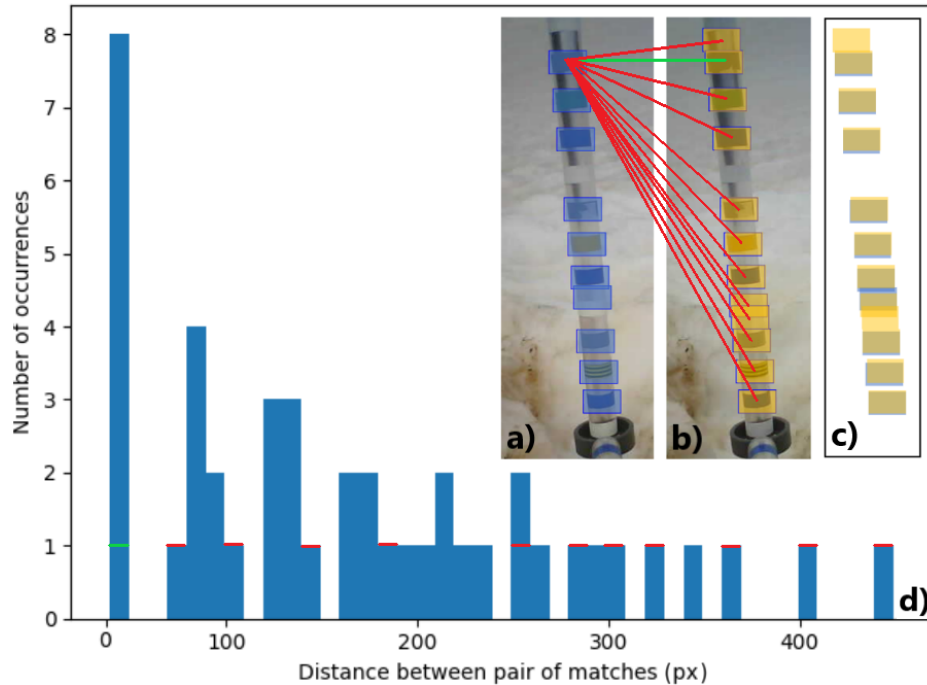 8
7
6
5
4
3
2
1
0
Number of occurrences
0
100
200
300
400
Distance between pair of matches (px)
a)
b)
c)
d)